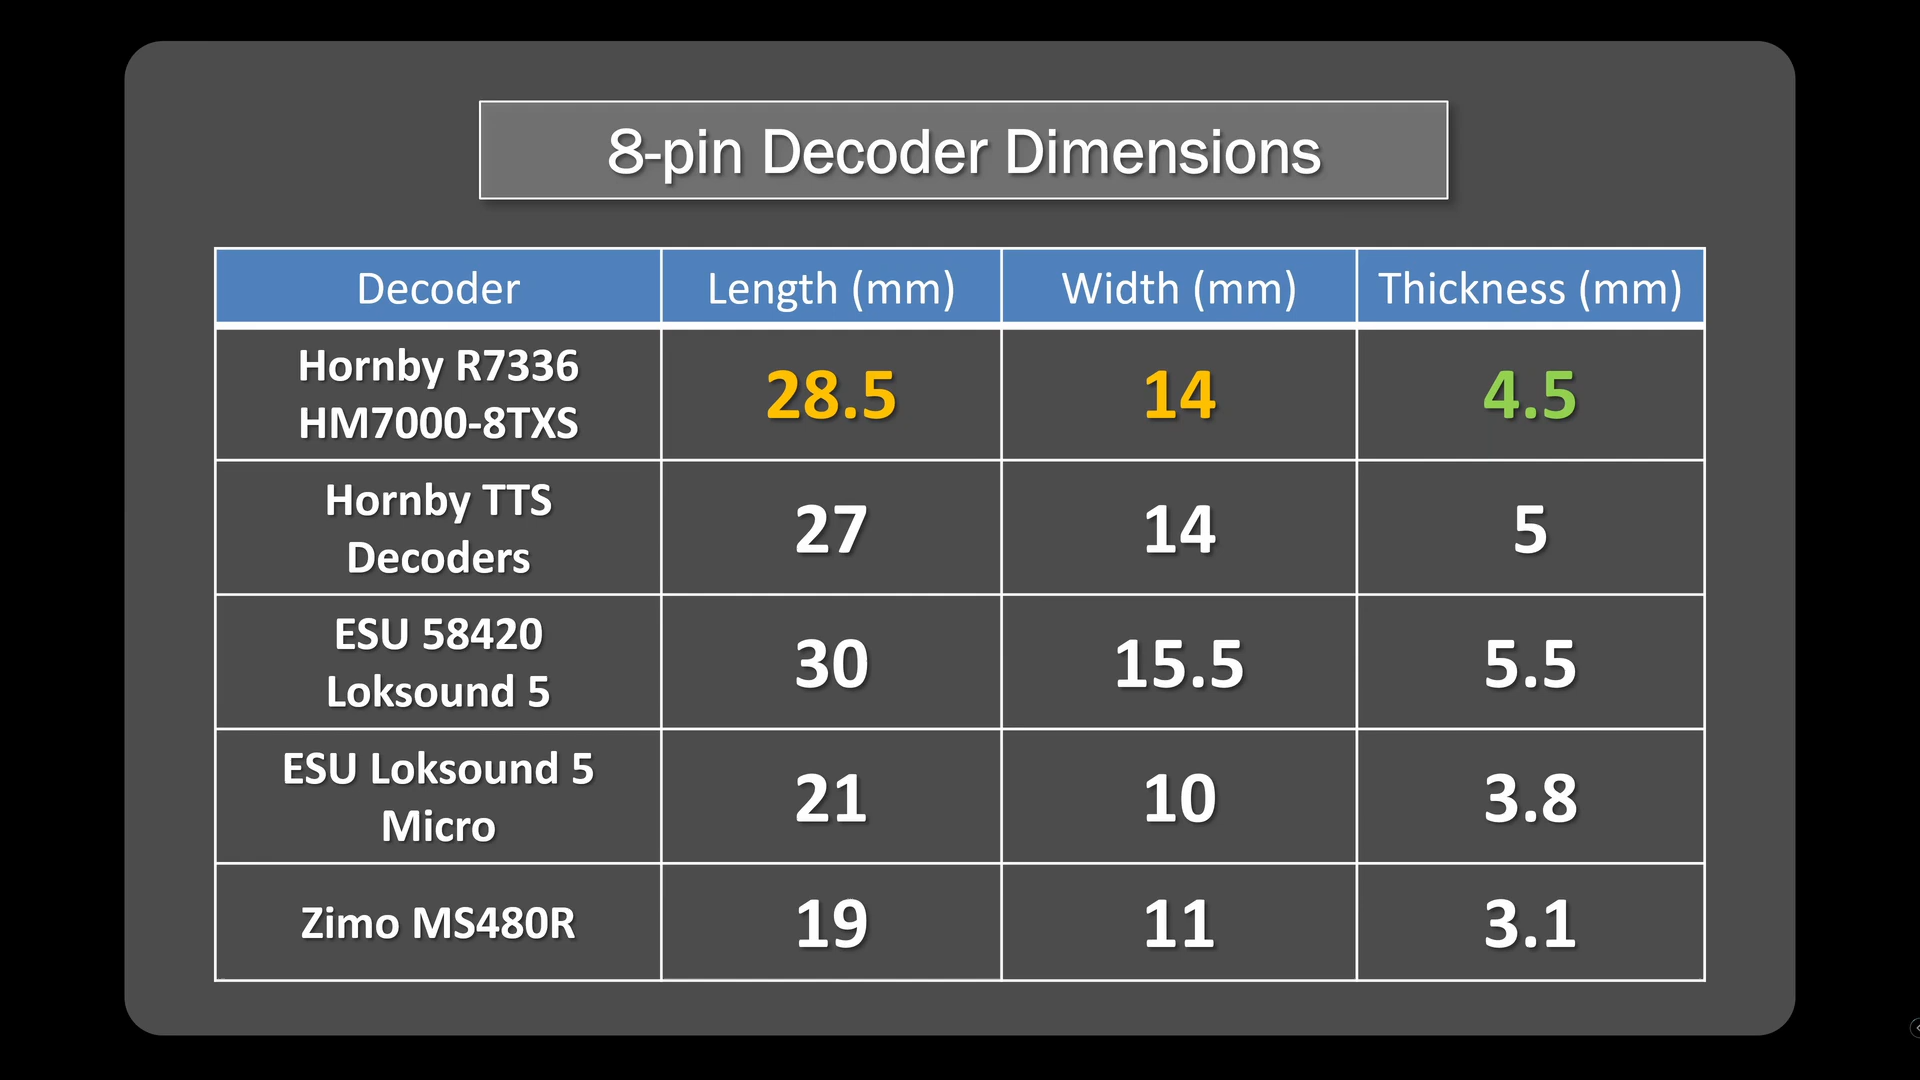 8-pin Decoder Dimensions
Decoder Length (mm) Width (mm) Thickness (mm)
Hornby R7336
HM7000-8TXS 28.5 14 4.5
Hornby TTS
Decoders 27 14 5
ESU 58420
Loksound 5 30 15.5 5.5
ESU Loksound 5
Micro 21 10 3.8
Zimo MS480R 19 11 3.1